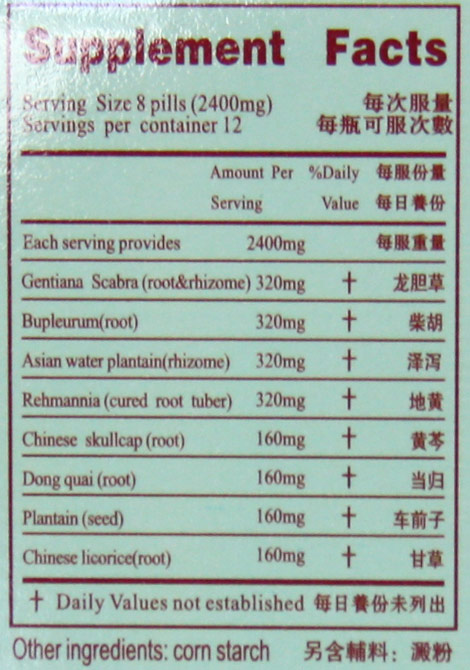 Supplement Facts
Serving Size 8 pills (2400mg) 每次服量
Servings per container 12 每瓶可服次數
Amount Per %Daily 每服份量
Serving Value 每日養份
Each serving provides 2400mg 每服重量
Gentiana Scabra (root&rhizome) 320mg † 龙胆草
Bupleurum(root) 320mg † 柴胡
Asian water plantain(rhizome) 320mg † 泽泻
Rehmannia (cured root tuber) 320mg † 地黄
Chinese skullcap (root) 160mg † 黄芩
Dong quai (root) 160mg † 当归
Plantain (seed) 160mg † 车前子
Chinese licorice(root) 160mg † 甘草
† Daily Values not established 每日養份未列出
Other ingredients: corn starch 另含輔料：澱粉